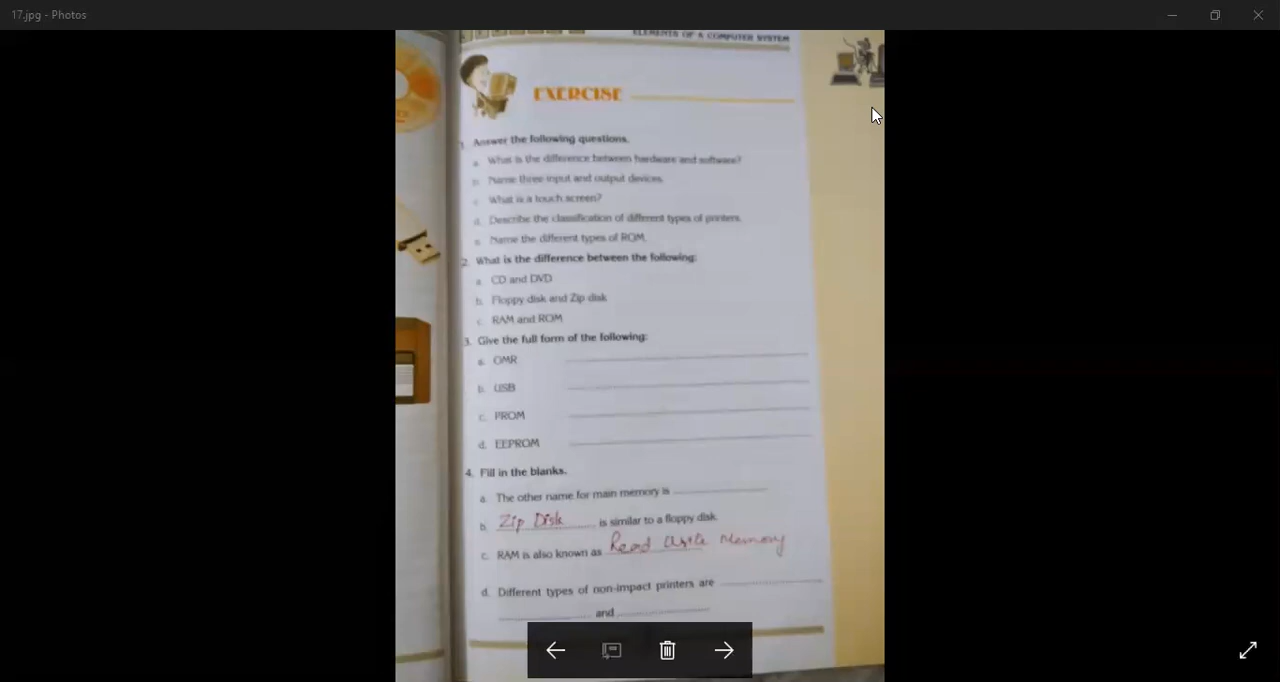 17.jpg - Photos
ELEMENTS OF A COMPUTER SYSTEM
EXERCISE
1. Answer the following questions.
a. What is the difference between hardware and software?
b. Name three input and output devices.
c. What is a touch screen?
d. Describe the classification of different types of printers.
e. Name the different types of ROM.
2. What is the difference between the following:
a. CD and DVD
b. Floppy disk and Zip disk
c. RAM and ROM
3. Give the full form of the following:
a. OMR
b. USB
c. PROM
d. EEPROM
4. Fill in the blanks.
a. The other name for main memory is
b. Zip Disk is similar to a floppy disk.
c. RAM is also known as Read Write Memory
d. Different types of non-impact printers are
and